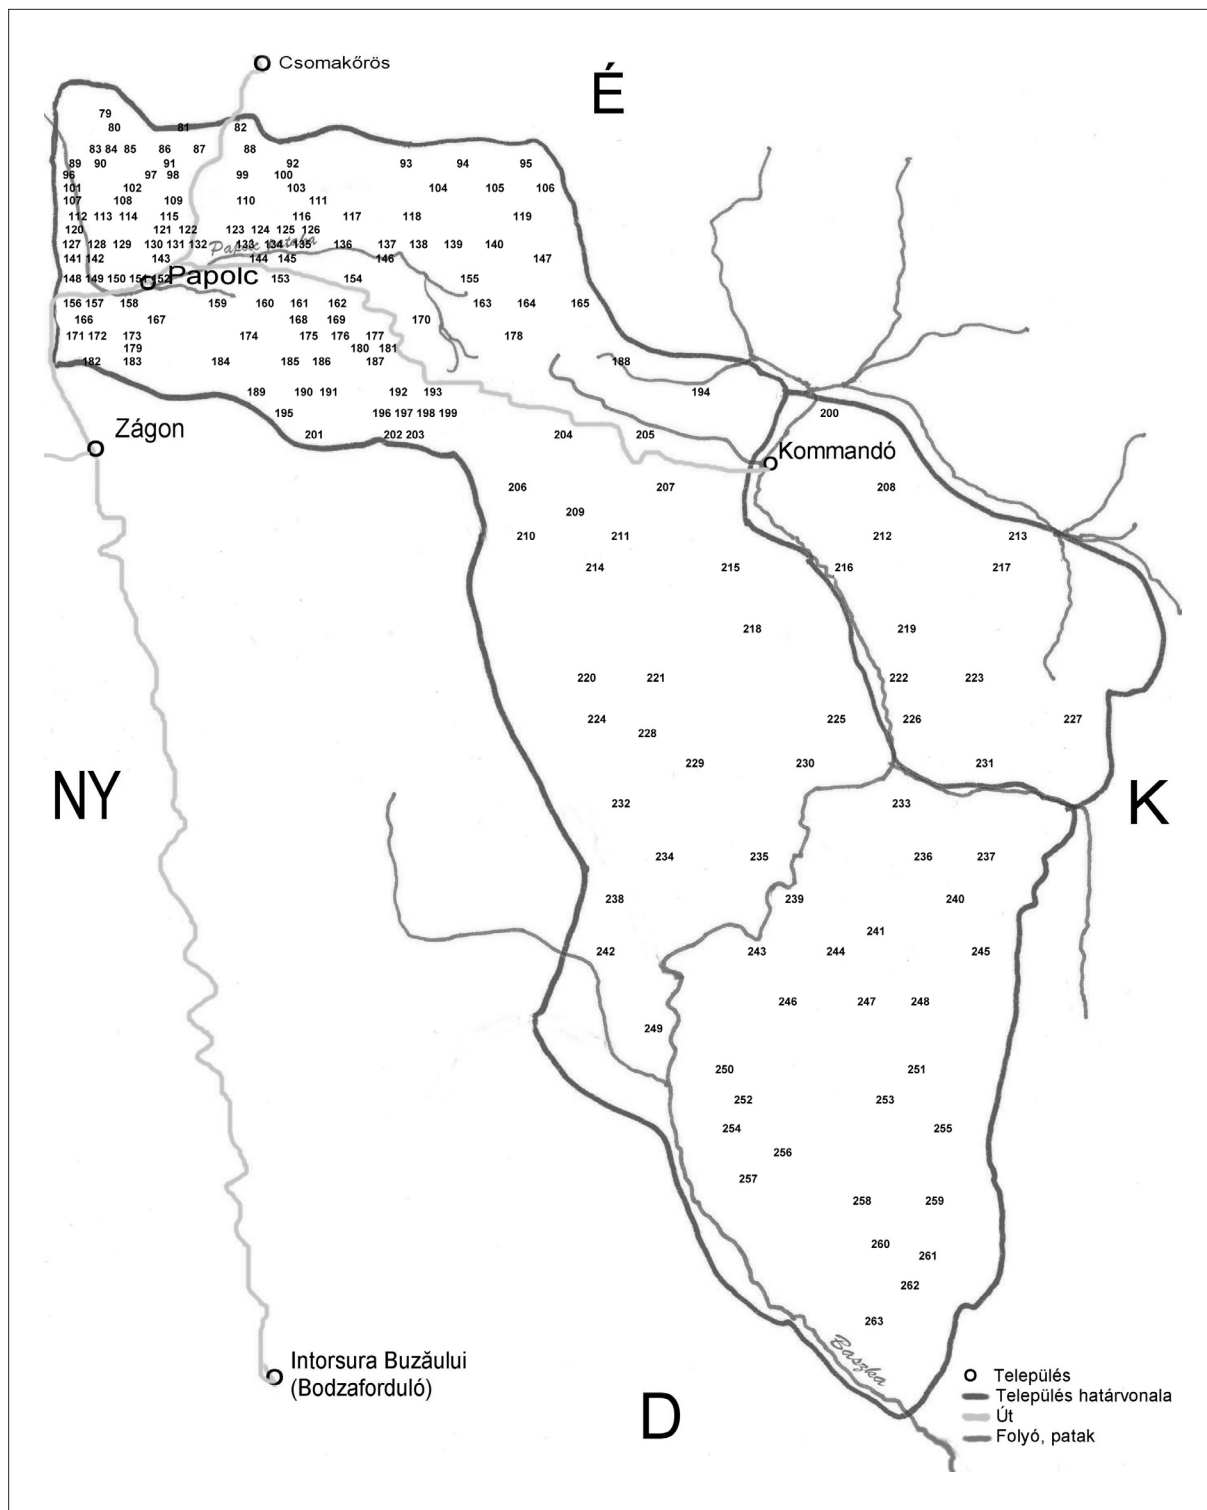 Csomakőrös
É
79
80 81 82
83 84 85 86 87 88
89 90 91 92 93 94 95
96 97 98 99 100
101 102 103 104 105 106
107 108 109 110 111
112 113 114 115 116 117 118 119
120 121 122 123 124 125 126
Papolc pataka
127 128 129 130 131 132 133 134 135 136 137 138 139 140
141 142 143 144 145 146 147
148 149 150 151 152 153 154 155
Papolc
156 157 158 159 160 161 162 163 164 165
166 167 168 169 170
171 172 173 174 175 176 177 178
179 180 181
182 183 184 185 186 187 188
189 190 191 192 193 194
195 196 197 198 199 200
Zágon
201 202 203 204 205
Kommandó
206 207 208
209
210 211 212 213
214 215 216 217
218 219
220 221 222 223
224 225 226 227
228
229 230 231
NY
K
232 233
234 235 236 237
238 239 240
241
242 243 244 245
246 247 248
249
250 251
252 253
254 255
256
257
258 259
260
261
262
263
Baszka
Intorsura Buzăului
(Bodzaforduló)
D
Település
Település határvonala
Út
Folyó, patak